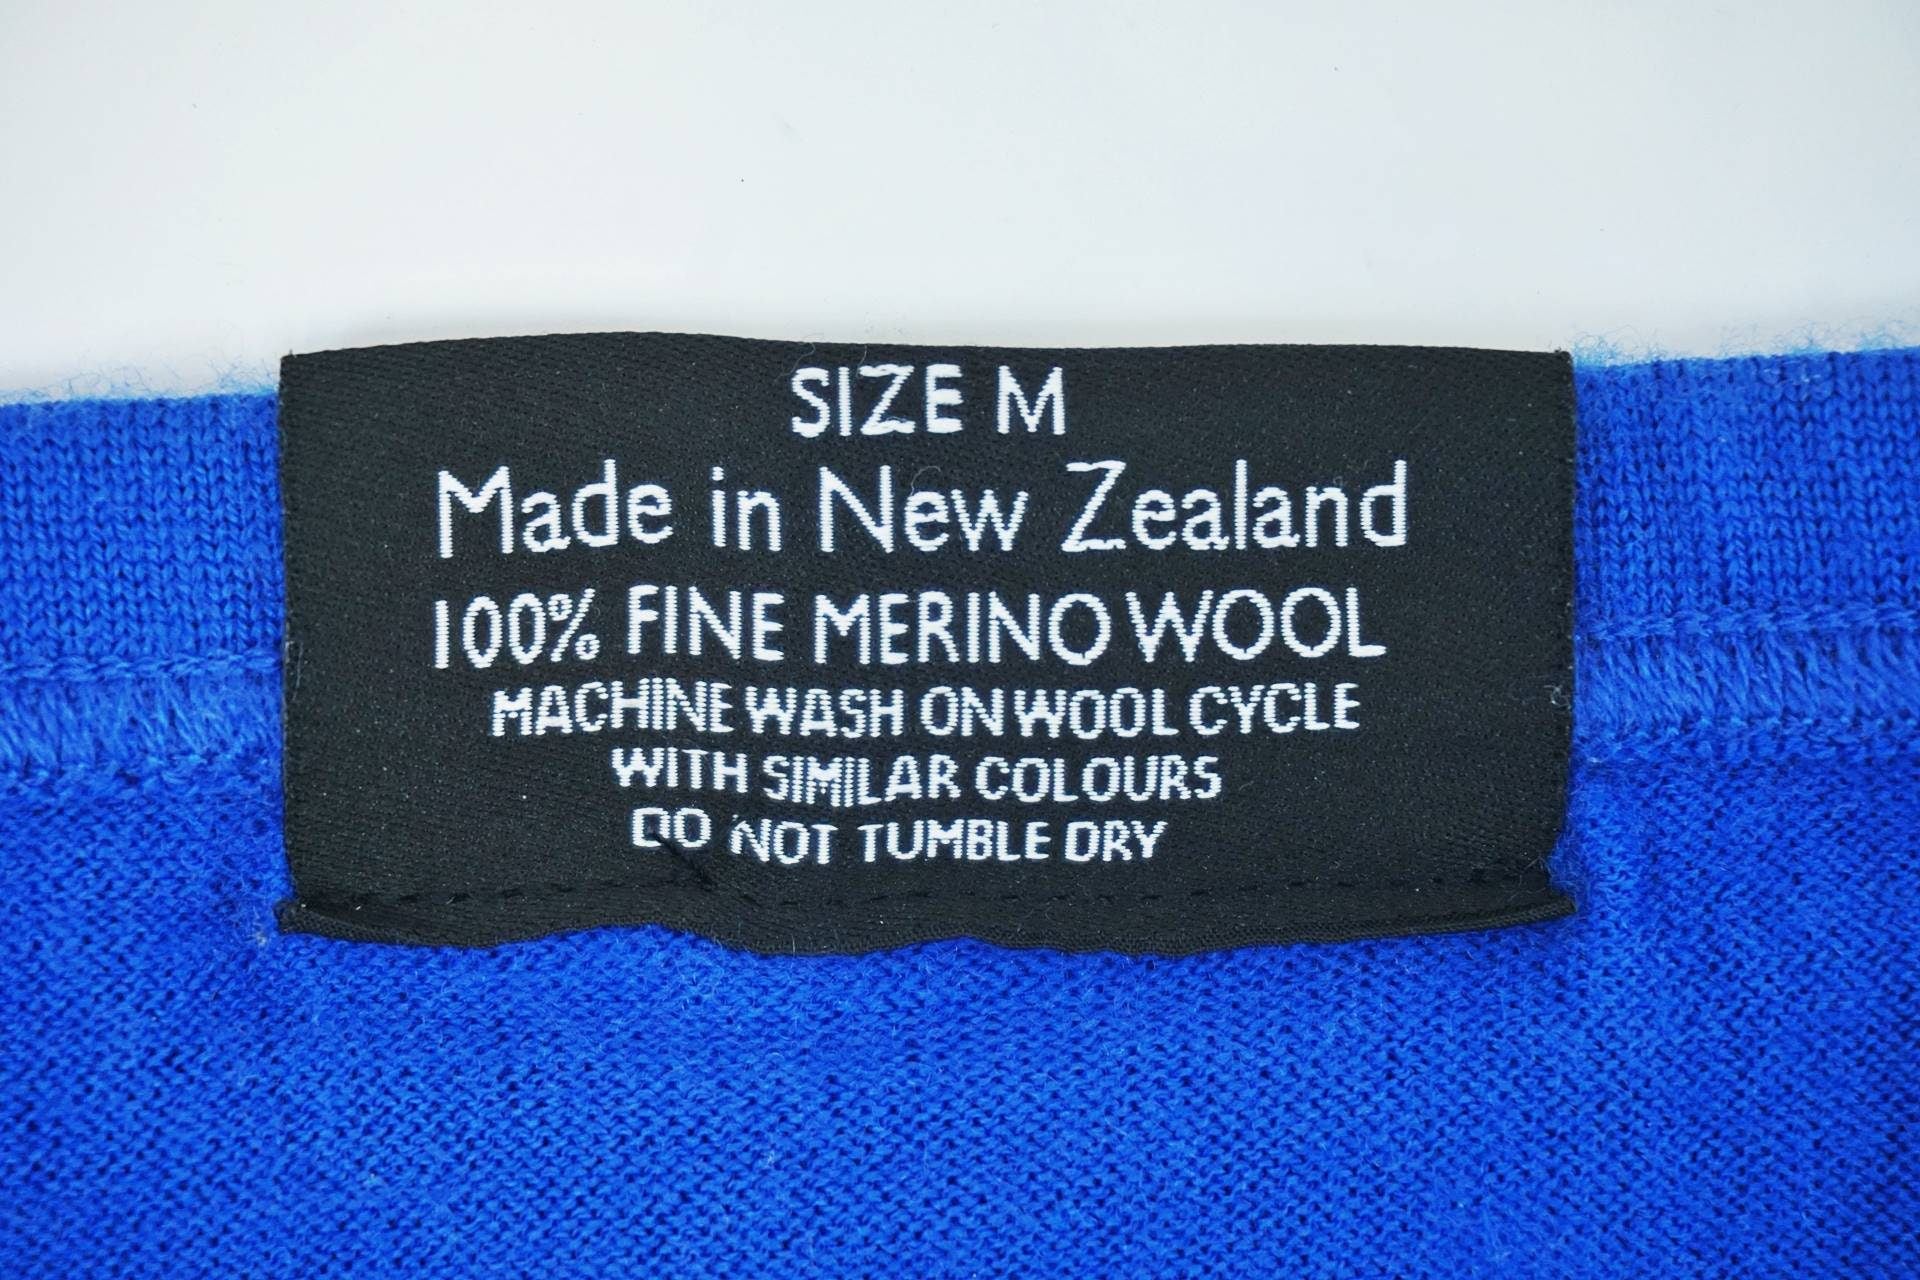 SIZE M
Made in New Zealand
100% FINE MERINO WOOL
MACHINE WASH ON WOOL CYCLE
WITH SIMILAR COLOURS
DO NOT TUMBLE DRY